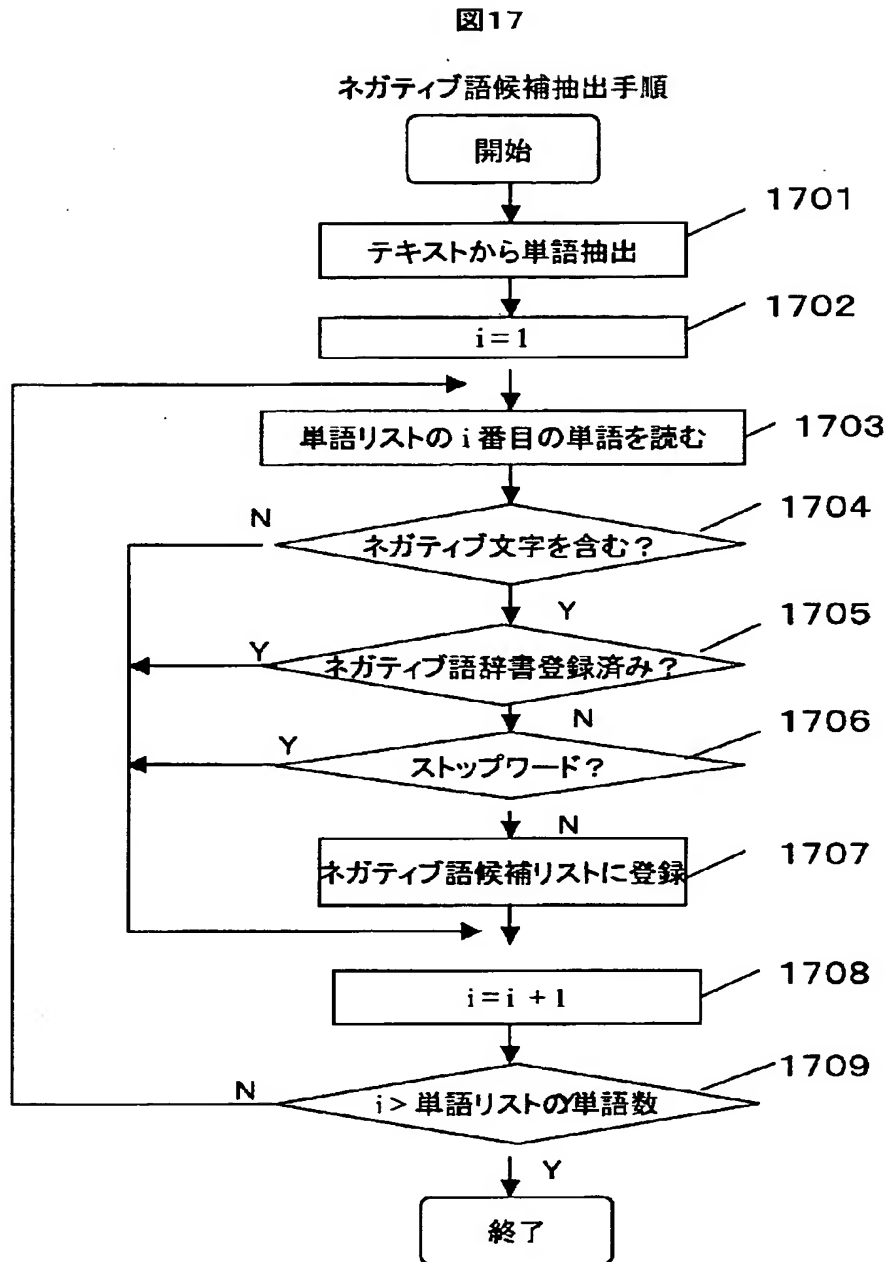 図17
ネガティブ語候補抽出手順
開始
1701
テキストから単語抽出
1702
i=1
1703
単語リストの i 番目の単語を読む
1704
N
ネガティブ文字を含む?
Y
1705
Y
ネガティブ語辞書登録済み?
N
1706
Y
ストップワード?
N
1707
ネガティブ語候補リストに登録
1708
i=i +1
1709
N
i> 単語リストのY単語数
Y
終了